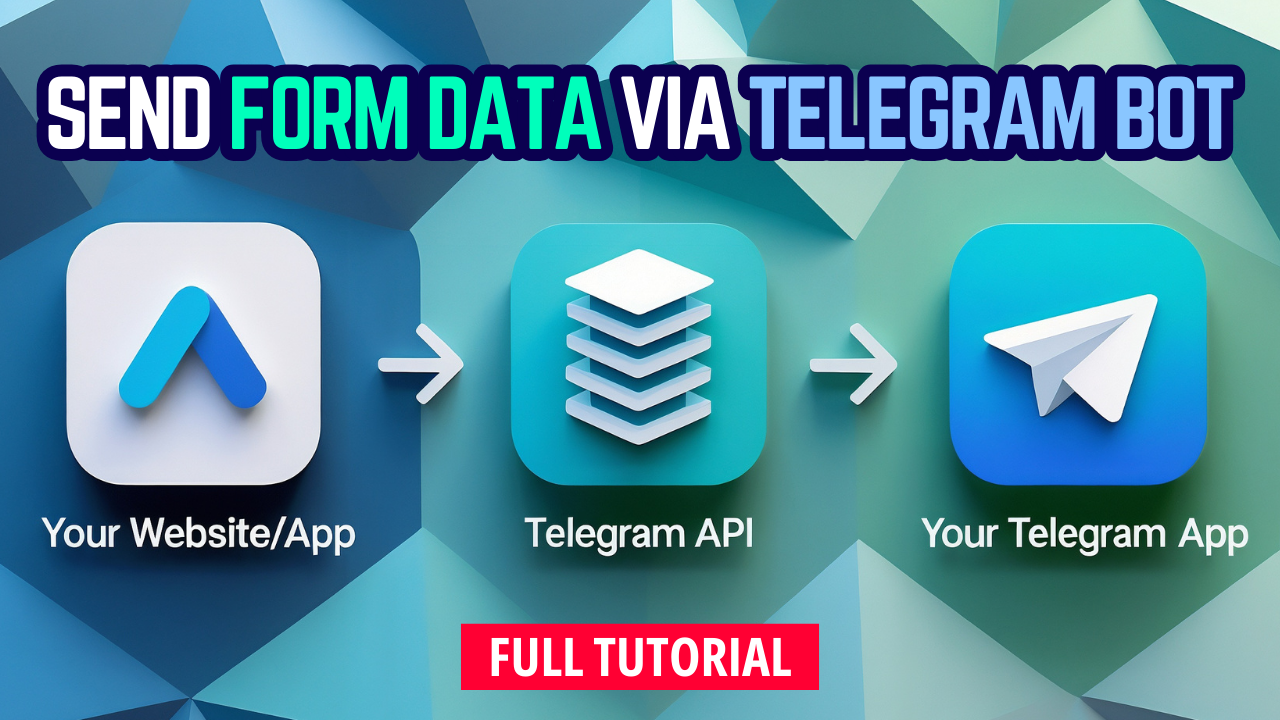 SEND FORM DATA VIA TELEGRAM BOT
Your Website/App
Telegram API
Your Telegram App
FULL TUTORIAL